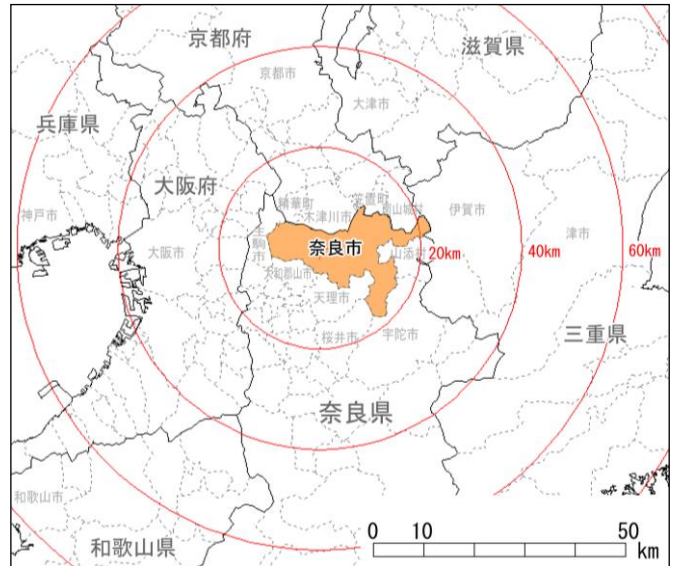 京都府
滋賀県
京都市
大津市
兵庫県
大阪府
精華町
笠置町
南山城村
木津川市
伊賀市
神戸市
生駒市
奈良市
津市
大阪市
山添村
20km
40km
60km
大和郡山市
天理市
桜井市
宇陀市
三重県
奈良県
和歌山市
和歌山県
0 10 50
km